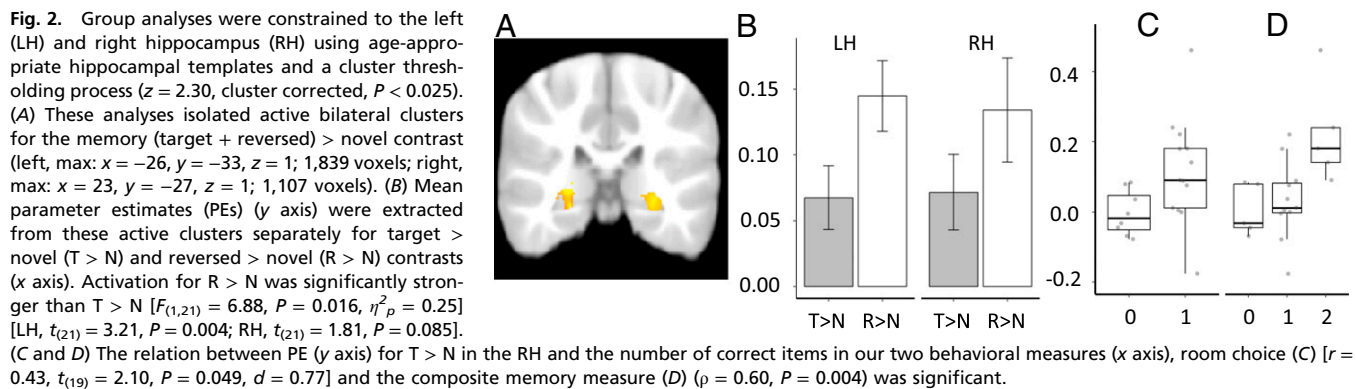 Fig. 2. Group analyses were constrained to the left
(LH) and right hippocampus (RH) using age-appro-
priate hippocampal templates and a cluster thresh-
olding process (z = 2.30, cluster corrected, P < 0.025).
(A) These analyses isolated active bilateral clusters
for the memory (target + reversed) > novel contrast
(left, max: x = −26, y = −33, z = 1; 1,839 voxels; right,
max: x = 23, y = −27, z = 1; 1,107 voxels). (B) Mean
parameter estimates (PEs) (y axis) were extracted
from these active clusters separately for target >
novel (T > N) and reversed > novel (R > N) contrasts
(x axis). Activation for R > N was significantly stron-
ger than T > N [F(1,21) = 6.88, P = 0.016, η²p = 0.25]
[LH, t(21) = 3.21, P = 0.004; RH, t(21) = 1.81, P = 0.085].
(C and D) The relation between PE (y axis) for T > N in the RH and the number of correct items in our two behavioral measures (x axis), room choice (C) [r =
0.43, t(19) = 2.10, P = 0.049, d = 0.77] and the composite memory measure (D) (ρ = 0.60, P = 0.004) was significant.
A
B
LH RH
0.15
0.10
0.05
0.00
T>N R>N T>N R>N
C D
0.4
0.2
0.0
-0.2
0 1 0 1 2